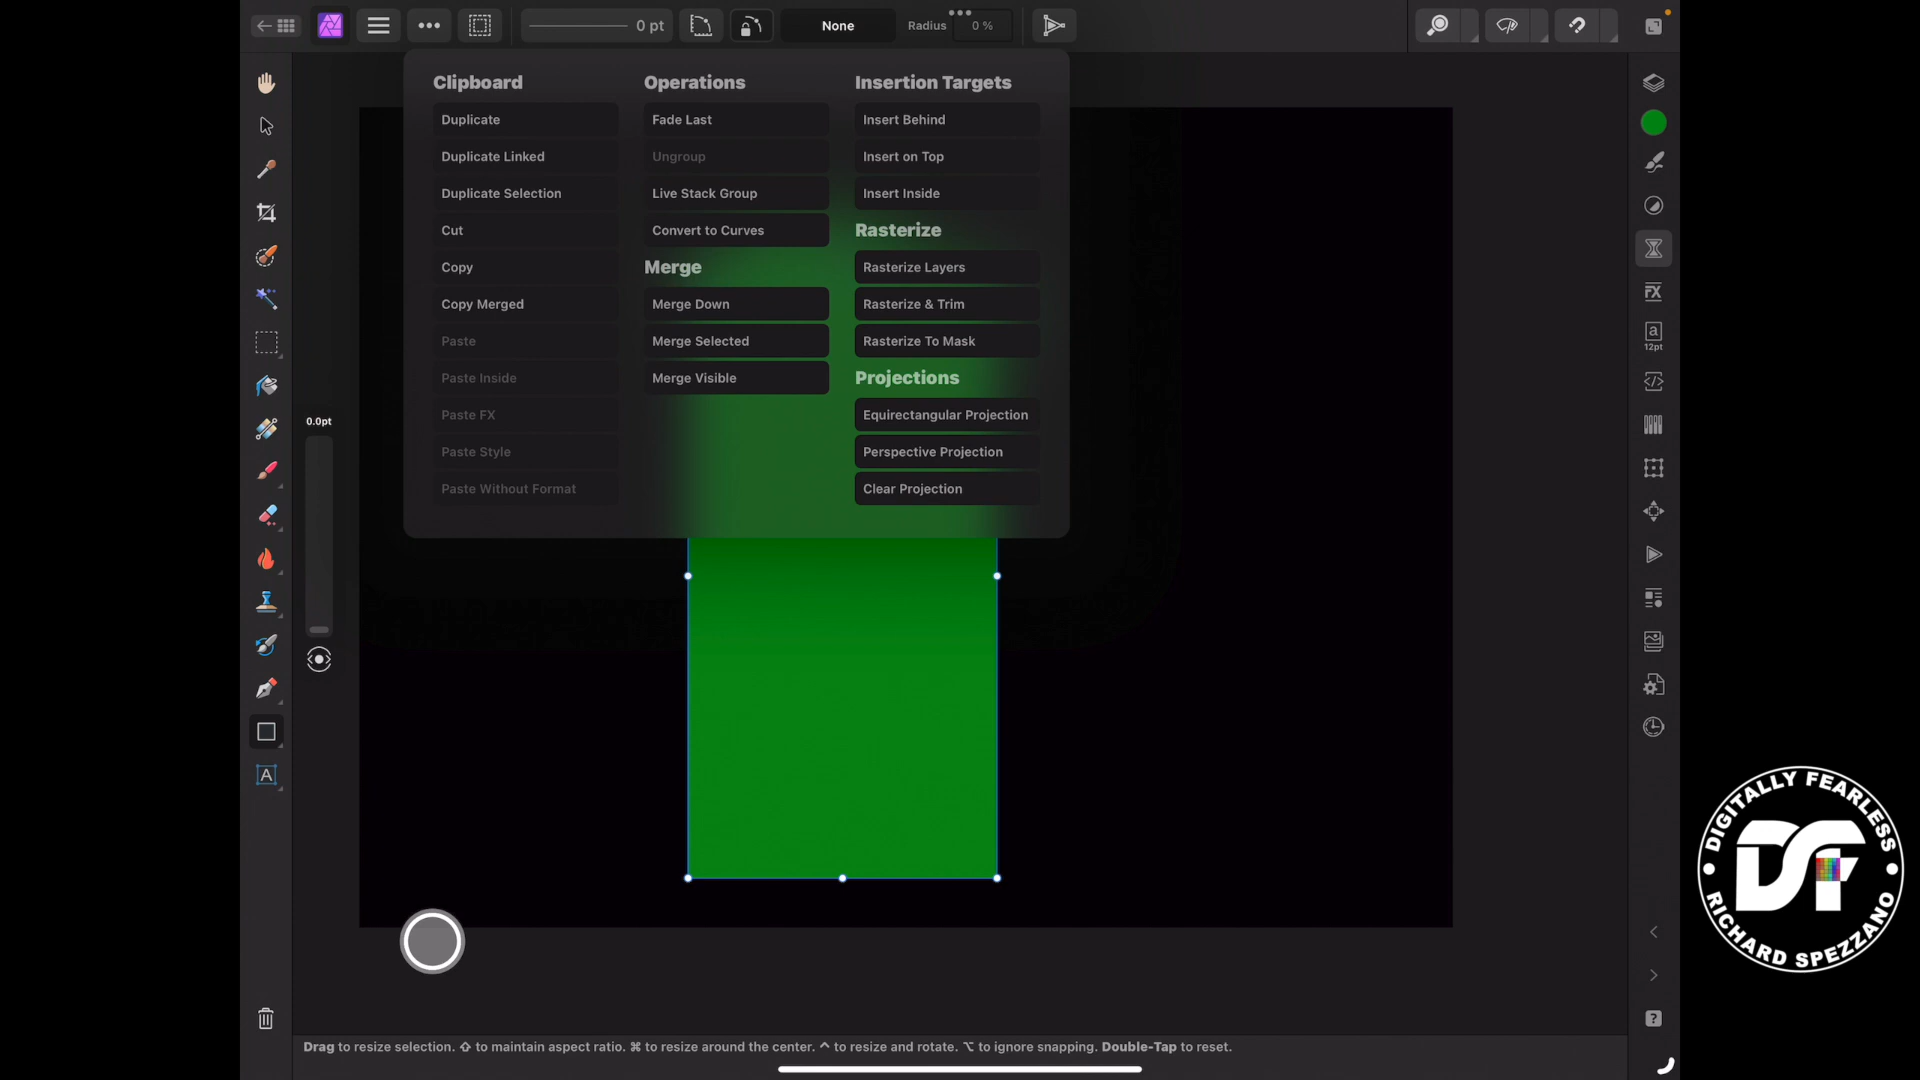 0 pt
None
Radius
0 %
Clipboard
Duplicate
Duplicate Linked
Duplicate Selection
Cut
Copy
Copy Merged
Paste
Paste Inside
Paste FX
Paste Style
Paste Without Format
Operations
Fade Last
Ungroup
Live Stack Group
Convert to Curves
Merge
Merge Down
Merge Selected
Merge Visible
Insertion Targets
Insert Behind
Insert on Top
Insert Inside
Rasterize
Rasterize Layers
Rasterize & Trim
Rasterize To Mask
Projections
Equirectangular Projection
Perspective Projection
Clear Projection
0.0pt
A
FX
a
12pt
?
Drag to resize selection. ⇧ to maintain aspect ratio. ⌘ to resize around the center. ^ to resize and rotate. ⌥ to ignore snapping. Double-Tap to reset.
DIGITALLY FEARLESS
DF
RICHARD SPEZZANO